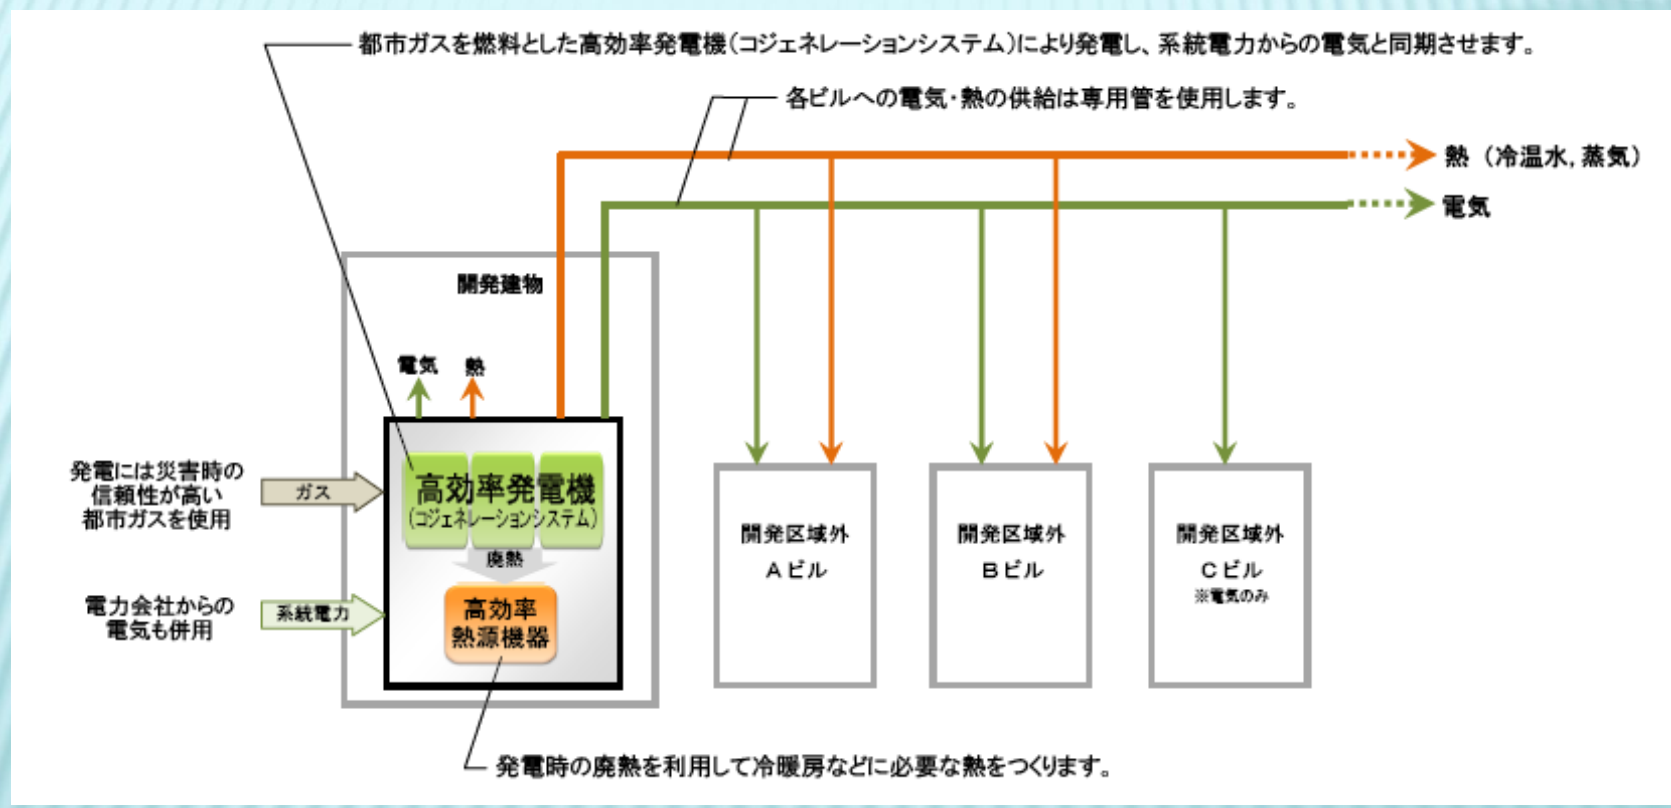 都市ガスを燃料とした高効率発電機(コジェネレーションシステム)により発電し、系統電力からの電気と同期させます。
各ビルへの電気・熱の供給は専用管を使用します。
熱 (冷温水,蒸気)
電気
開発建物
電気 熱
発電には災害時の
信頼性が高い
都市ガスを使用
ガス
高効率発電機
(コジェネレーションシステム)
廃熱
高効率
熱源機器
電力会社からの
電気も併用
系統電力
開発区域外
Aビル
開発区域外
Bビル
開発区域外
Cビル
※電気のみ
発電時の廃熱を利用して冷暖房などに必要な熱をつくります。